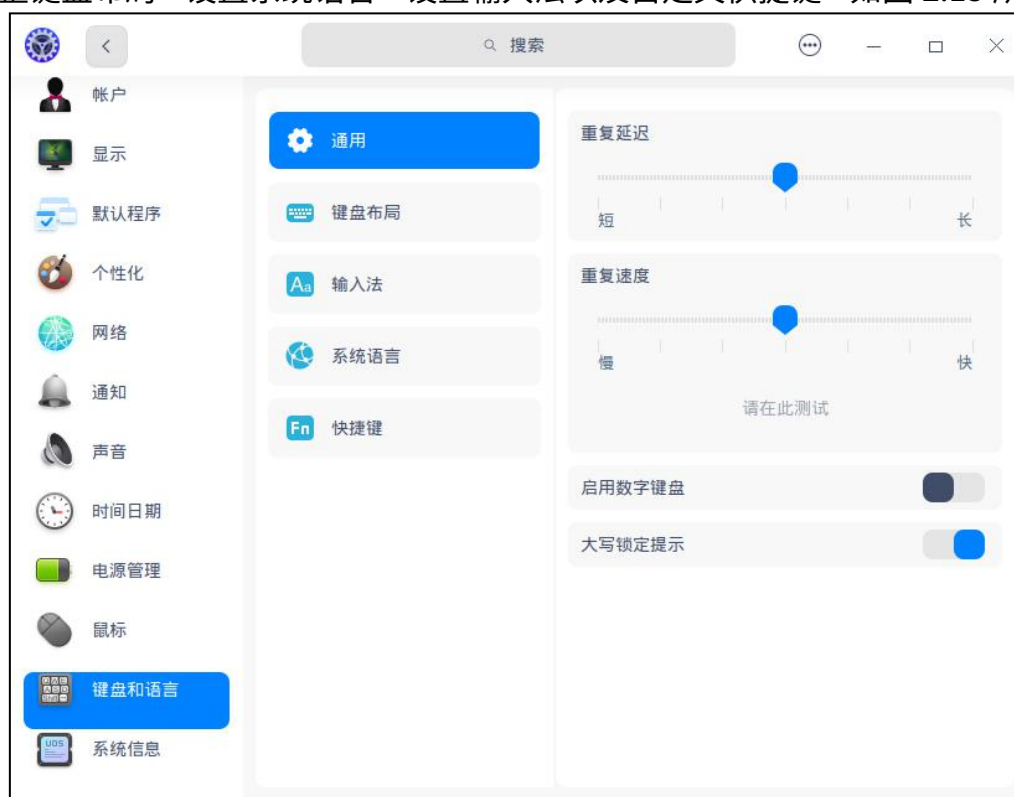 搜索
帐户
显示
默认程序
个性化
网络
通知
声音
时间日期
电源管理
鼠标
键盘和语言
系统信息
通用
键盘布局
输入法
系统语言
快捷键
重复延迟
短 长
重复速度
慢 快
请在此测试
启用数字键盘
大写锁定提示